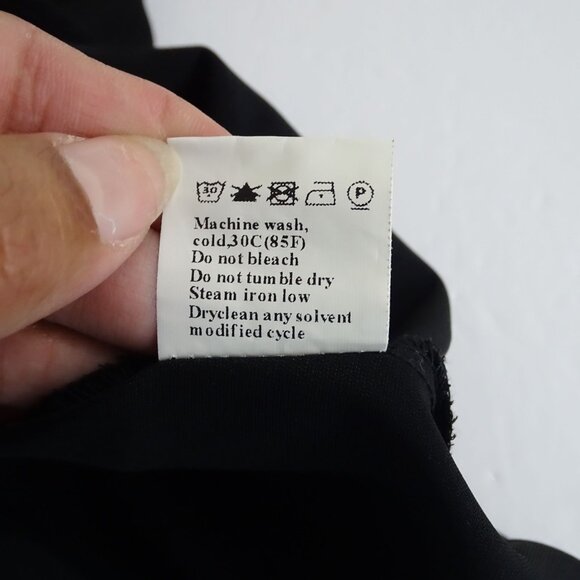 30 P
Machine wash,
cold,30C(85F)
Do not bleach
Do not tumble dry
Steam iron low
Dryclean any solvent
modified cycle